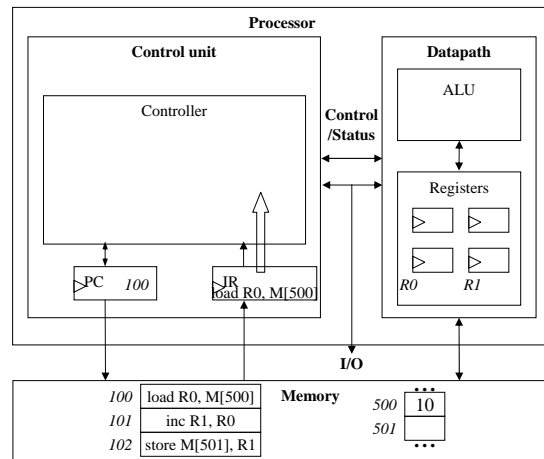 Processor
Control unit
Datapath
Controller
ALU
Control
/Status
Registers
PC
100
IR
load R0, M[500]
R0
R1
I/O
Memory
100
load R0, M[500]
101
inc R1, R0
102
store M[501], R1
...
500
10
501
...